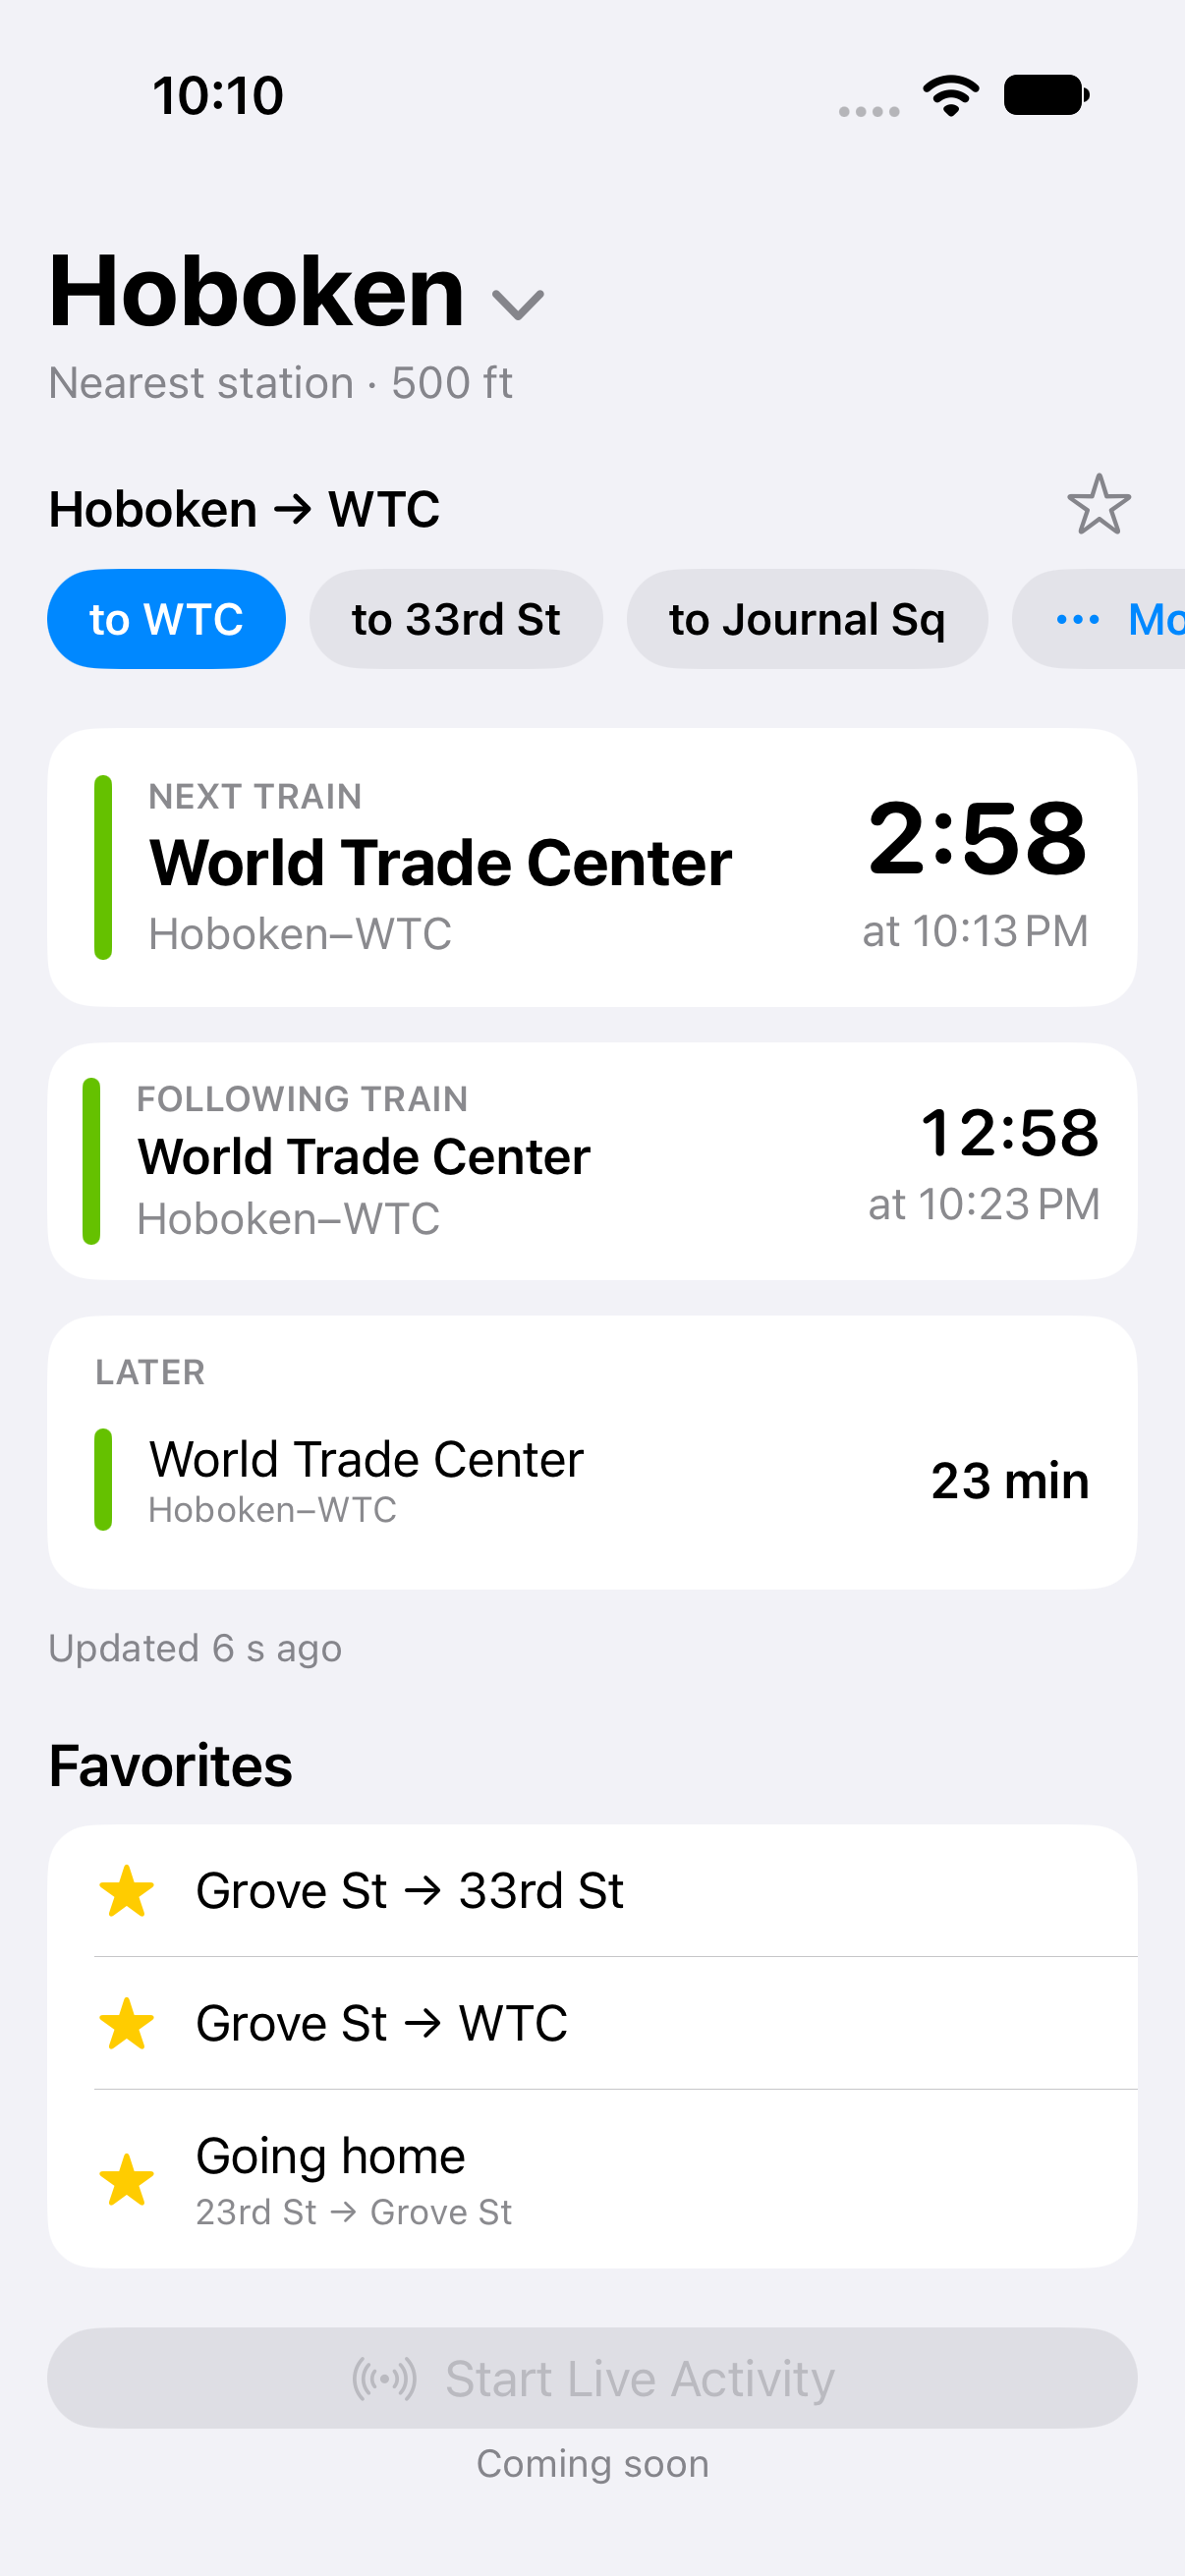 10:10
Hoboken
Nearest station · 500 ft
Hoboken → WTC
to WTC to 33rd St to Journal Sq ··· Mo
NEXT TRAIN
World Trade Center
Hoboken–WTC
2:58
at 10:13 PM
FOLLOWING TRAIN
World Trade Center
Hoboken–WTC
12:58
at 10:23 PM
LATER
World Trade Center
Hoboken–WTC
23 min
Updated 6 s ago
Favorites
Grove St → 33rd St
Grove St → WTC
Going home
23rd St → Grove St
Start Live Activity
Coming soon